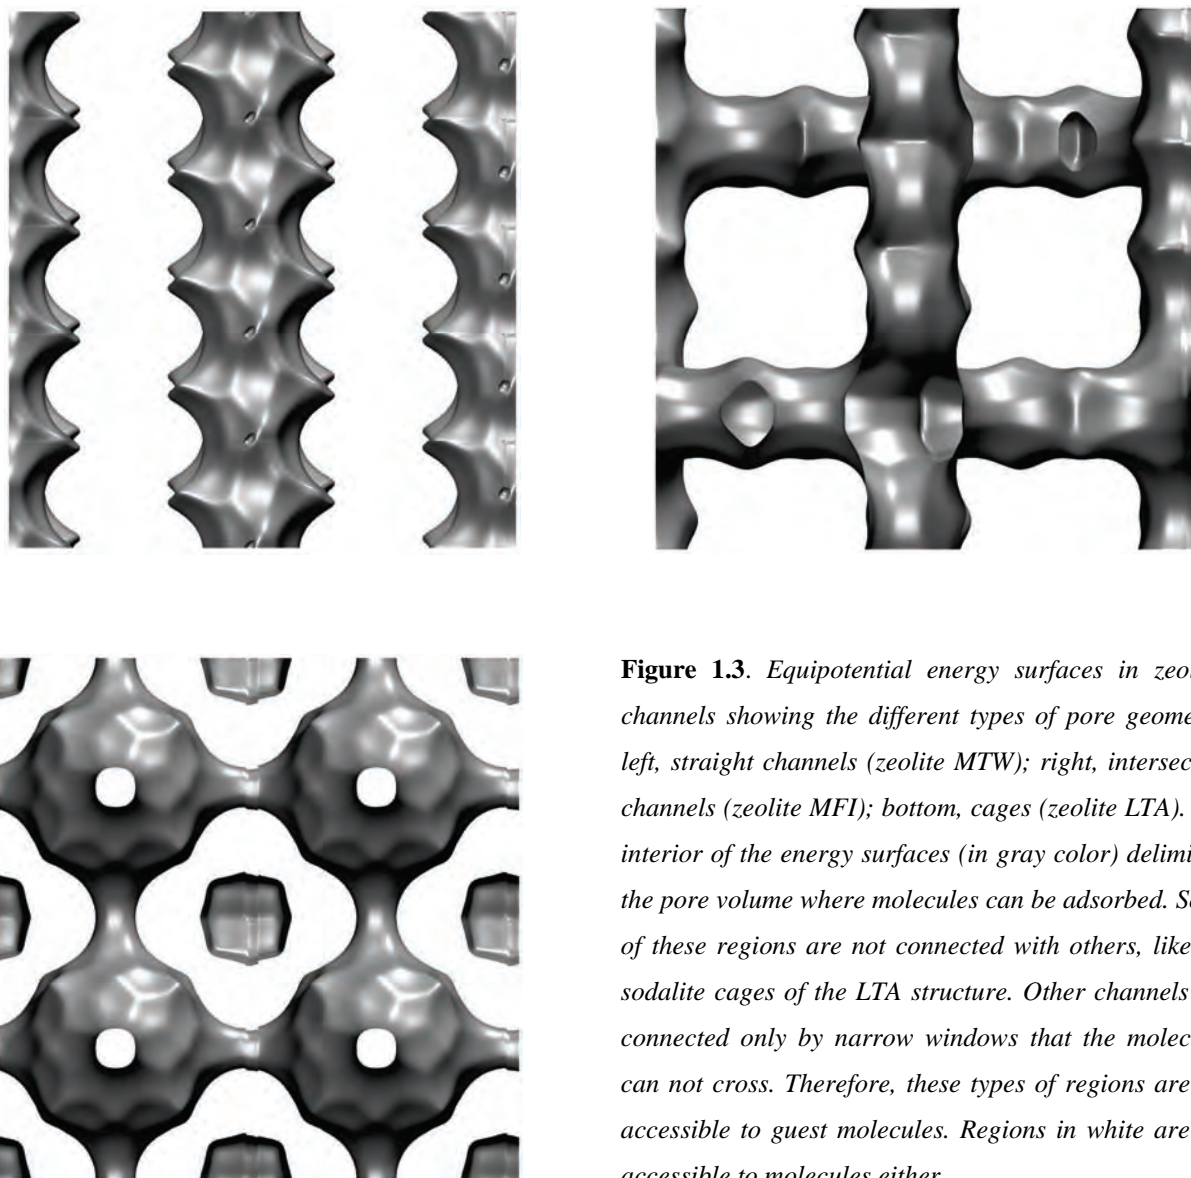 Figure 1.3. Equipotential energy surfaces in zeol
channels showing the different types of pore geome
left, straight channels (zeolite MTW); right, intersec
channels (zeolite MFI); bottom, cages (zeolite LTA).
interior of the energy surfaces (in gray color) delimi
the pore volume where molecules can be adsorbed. S
of these regions are not connected with others, like
sodalite cages of the LTA structure. Other channels
connected only by narrow windows that the molec
can not cross. Therefore, these types of regions are
accessible to guest molecules. Regions in white are
accessible to molecules either.